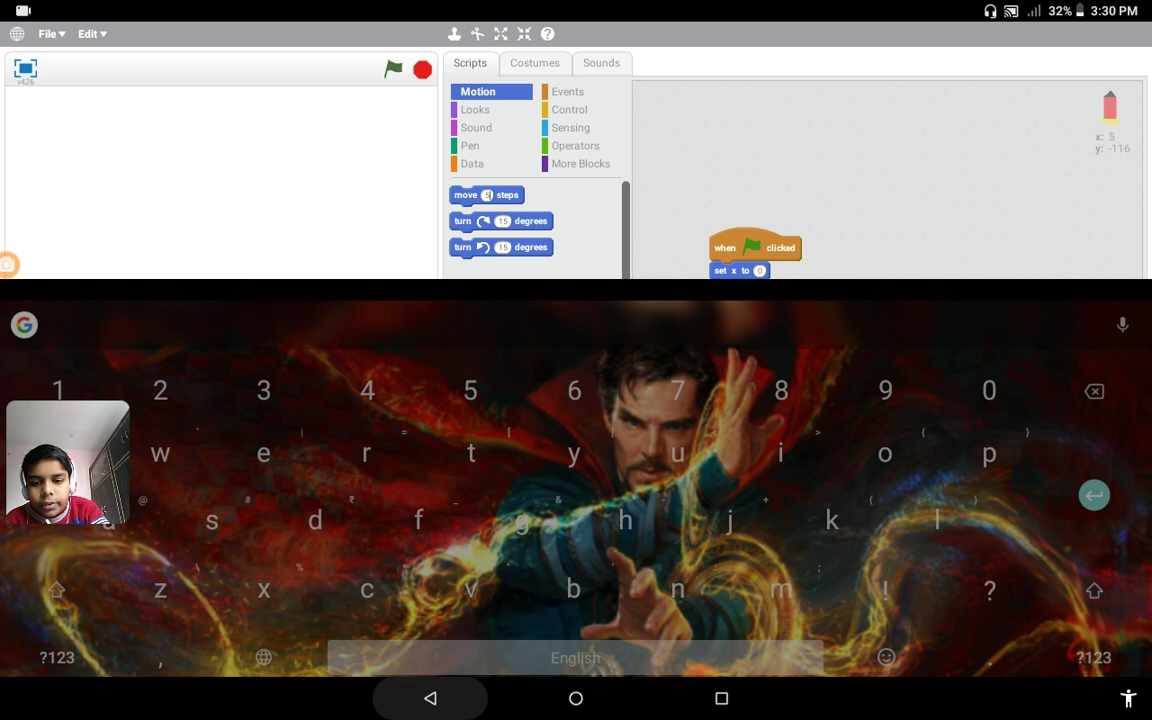 32% 3:30 PM
File Edit
v426
Scripts Costumes Sounds
Motion Events
Looks Control
Sound Sensing
Pen Operators
Data More Blocks
x: 5
y: -116
move 5 steps
turn 15 degrees
turn 15 degrees
when clicked
set x to 0
G
1 2 3 4 5 6 7 8 9 0
w e r t y u i o p
s d f g h j k l
z x c v b n m ! ?
?123 , English . ?123